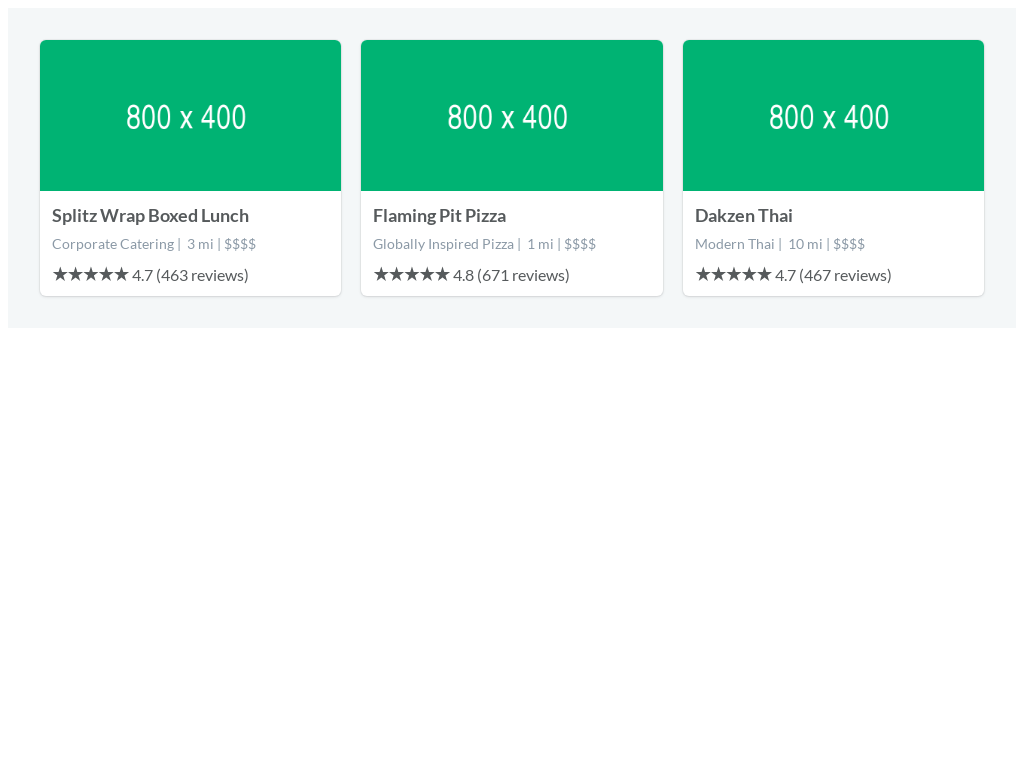 800 x 400
Splitz Wrap Boxed Lunch
Corporate Catering | 3 mi | $$$$
★★★★★ 4.7 (463 reviews)
800 x 400
Flaming Pit Pizza
Globally Inspired Pizza | 1 mi | $$$$
★★★★★ 4.8 (671 reviews)
800 x 400
Dakzen Thai
Modern Thai | 10 mi | $$$$
★★★★★ 4.7 (467 reviews)